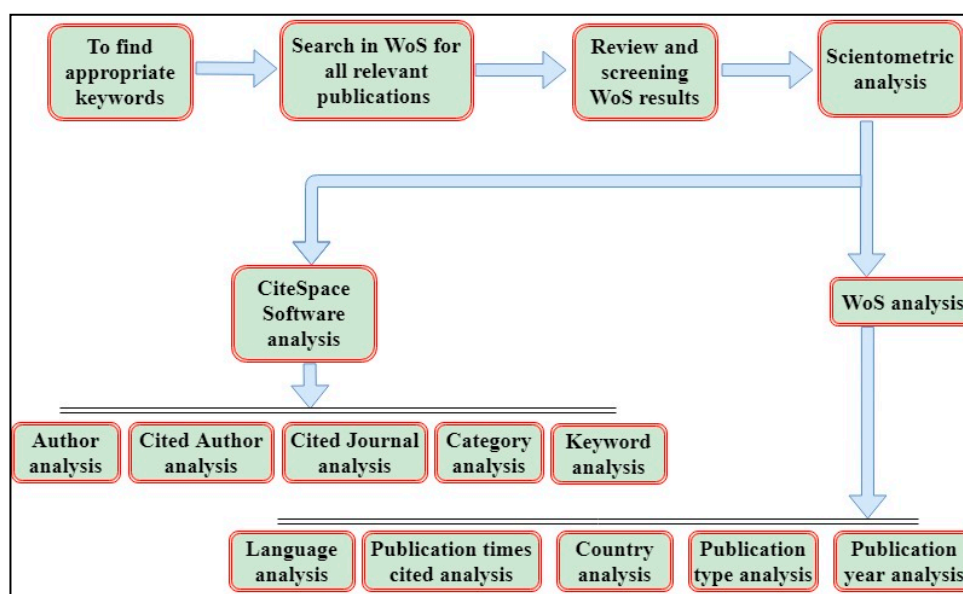 To find
appropriate
keywords
Search in WoS for
all relevant
publications
Review and
screening
WoS results
Scientometric
analysis
CiteSpace
Software
analysis
WoS analysis
Author
analysis
Cited Author
analysis
Cited Journal
analysis
Category
analysis
Keyword
analysis
Language
analysis
Publication times
cited analysis
Country
analysis
Publication
type analysis
Publication
year analysis